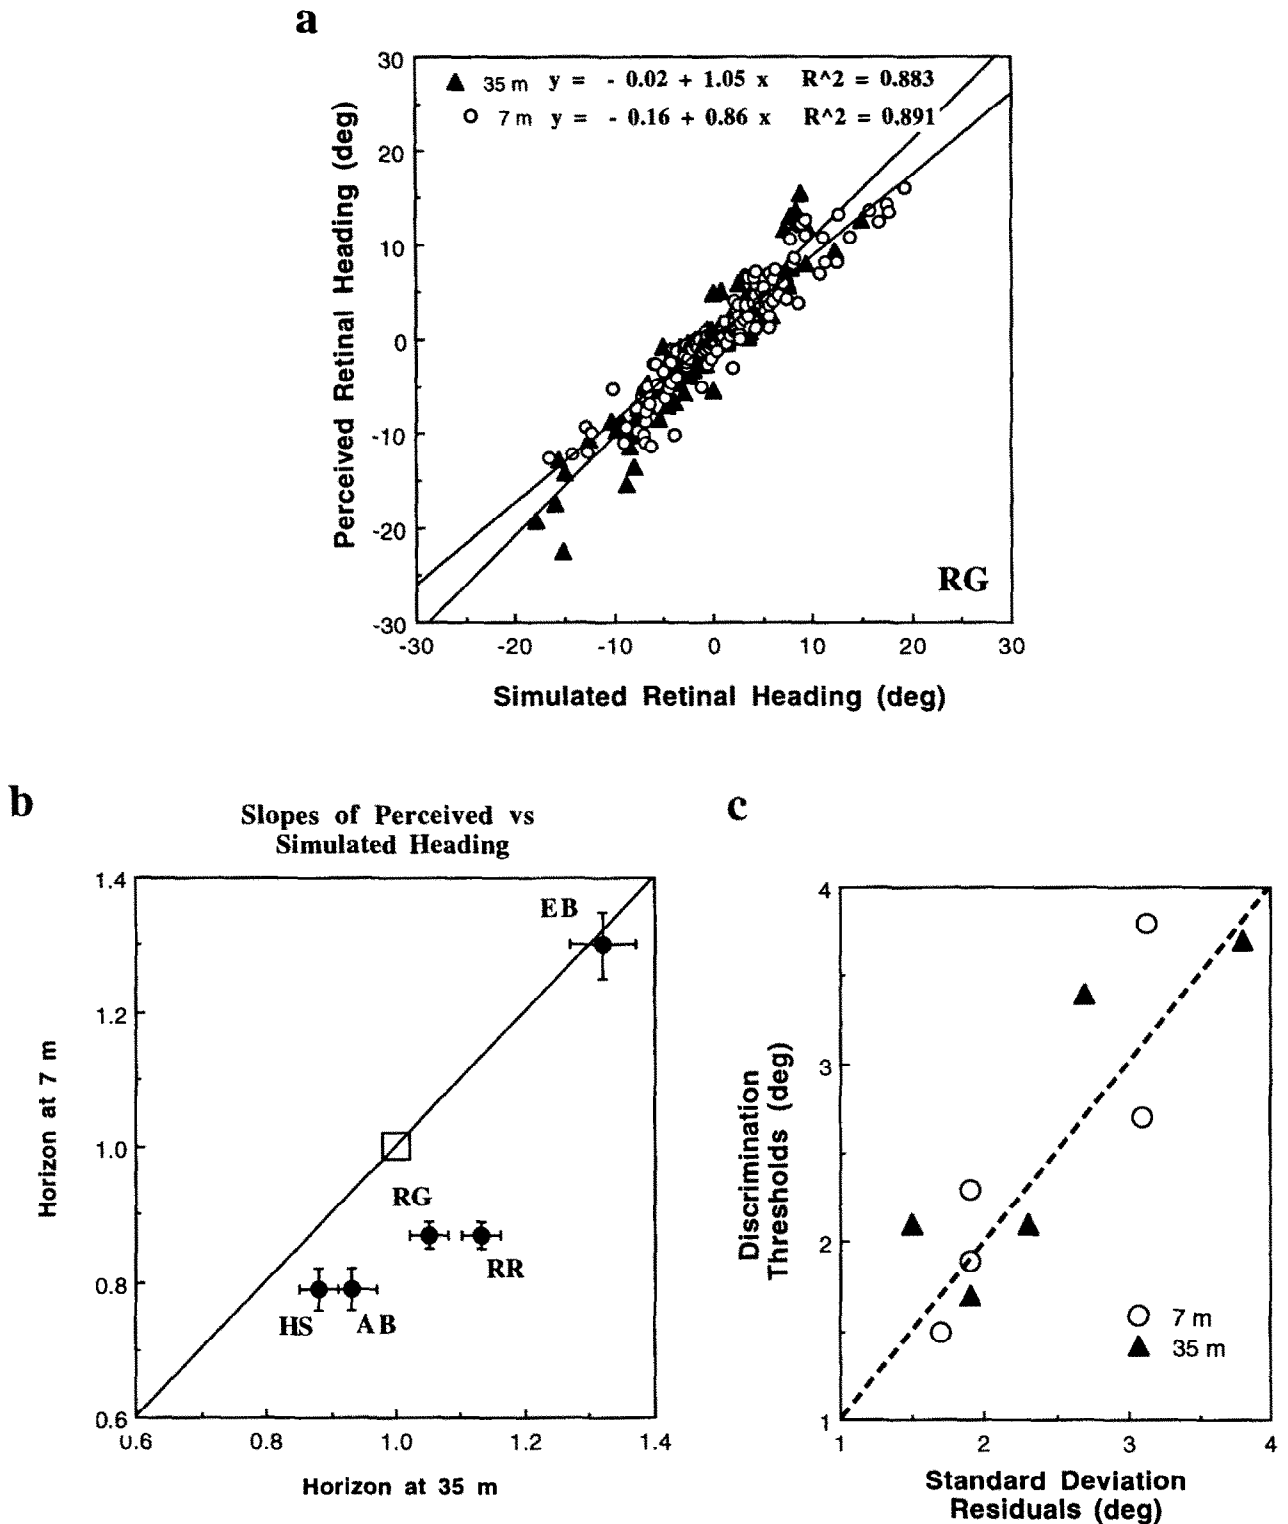 a
30
20
10
0
-10
-20
-30
Perceived Retinal Heading (deg)
35 m y = - 0.02 + 1.05 x R^2 = 0.883
7 m y = - 0.16 + 0.86 x R^2 = 0.891
RG
-30 -20 -10 0 10 20 30
Simulated Retinal Heading (deg)
b
Slopes of Perceived vs
Simulated Heading
1.4
1.2
1.0
0.8
0.6
Horizon at 7 m
EB
RG
RR
HS AB
0.6 0.8 1.0 1.2 1.4
Horizon at 35 m
c
4
3
2
1
Discrimination
Thresholds (deg)
7 m
35 m
1 2 3 4
Standard Deviation
Residuals (deg)